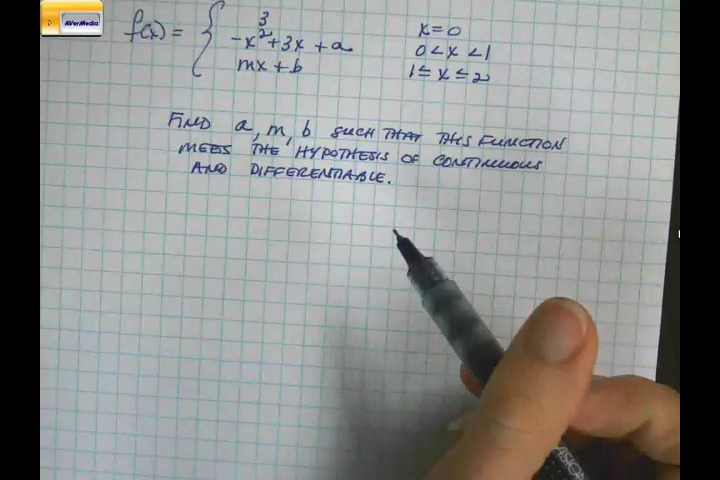 AVerMedia
f(x) = { 3 x=0
-x²+3x+a 0<x<1
mx+b 1≤x≤2
FIND a, m, b SUCH THAT THIS FUNCTION
MEETS THE HYPOTHESIS OF CONTINUOUS
AND DIFFERENTIABLE.